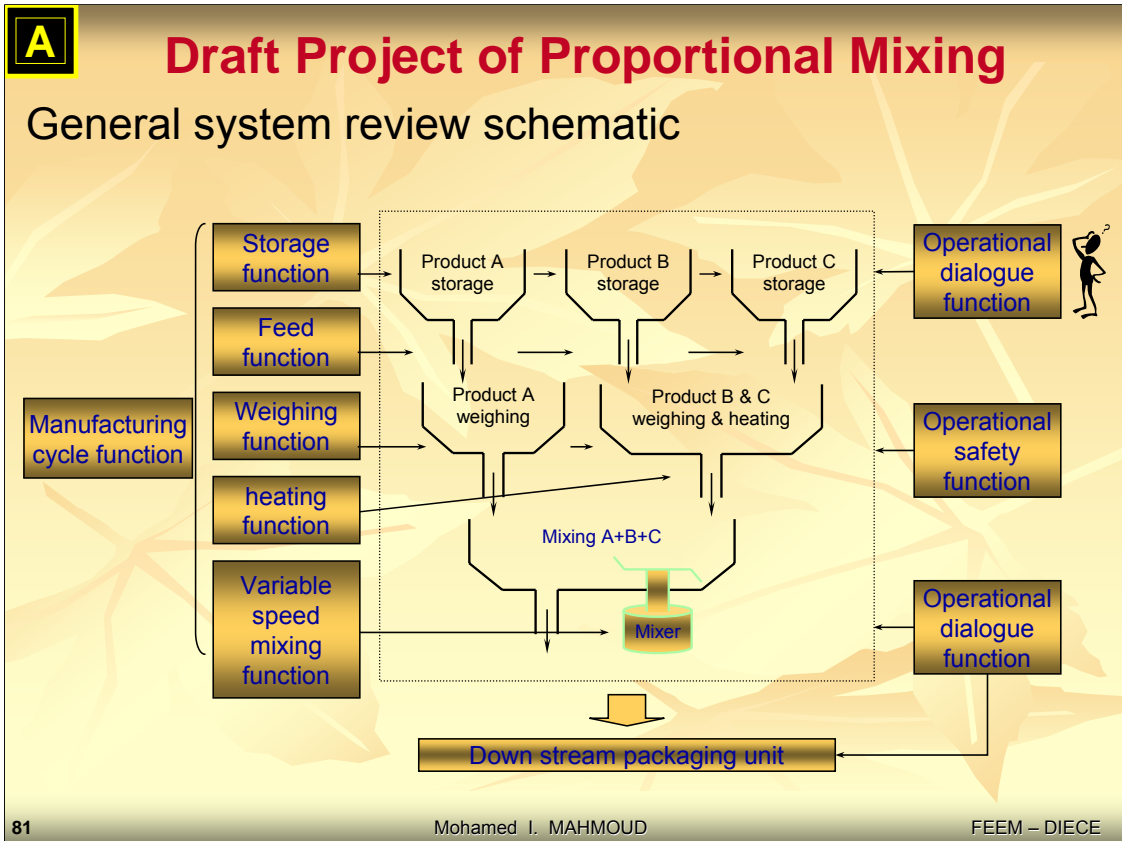 A
Draft Project of Proportional Mixing
General system review schematic
Storage
function
Feed
function
Manufacturing
cycle function
Weighing
function
heating
function
Variable
speed
mixing
function
Product A
storage
Product B
storage
Product C
storage
Product A
weighing
Product B & C
weighing & heating
Mixing A+B+C
Mixer
Operational
dialogue
function
?
Operational
safety
function
Operational
dialogue
function
Down stream packaging unit
81
Mohamed I. MAHMOUD
FEEM – DIECE